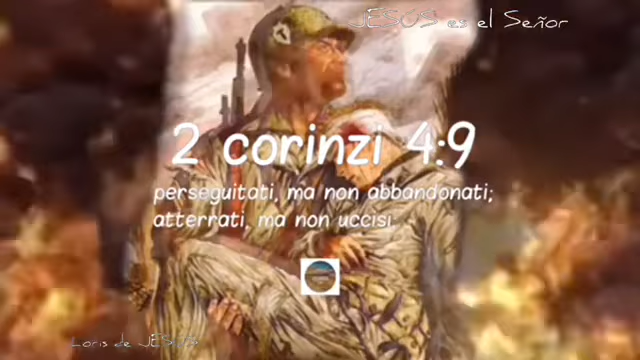 JESÚS es el Señor
2 corinzi 4:9
perseguitati, ma non abbandonati;
atterrati, ma non uccisi
Loris de JESÚS